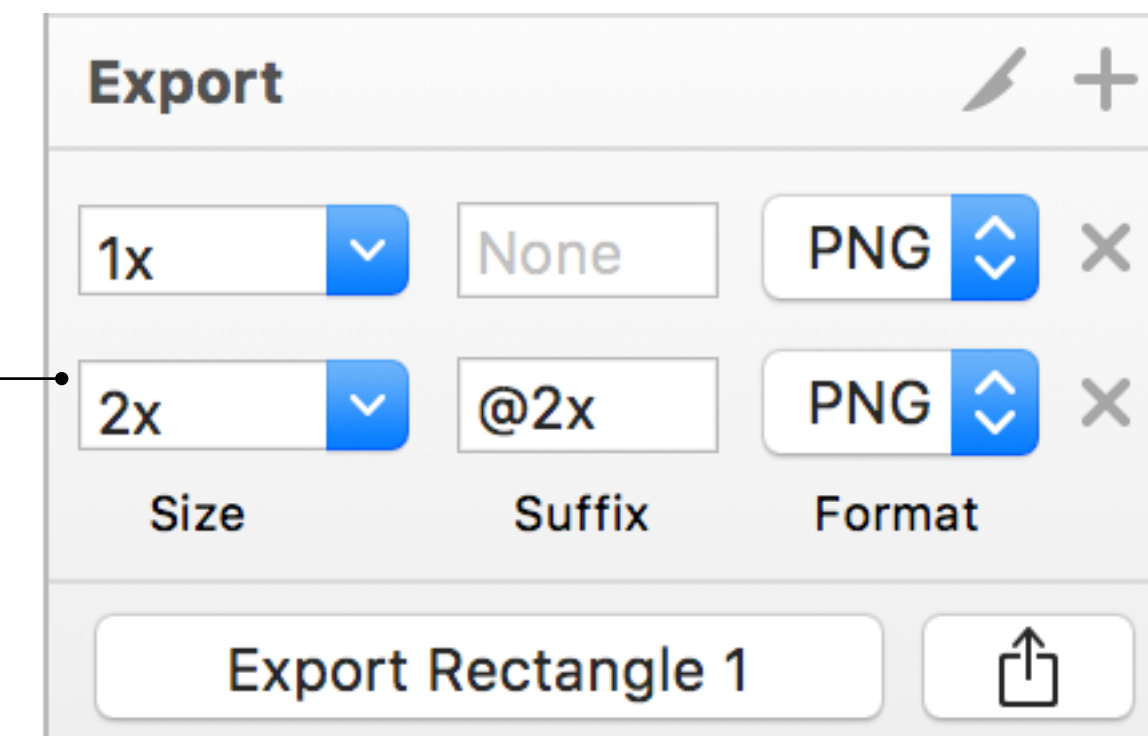 Export
1x None PNG
2x @2x PNG
Size Suffix Format
Export Rectangle 1